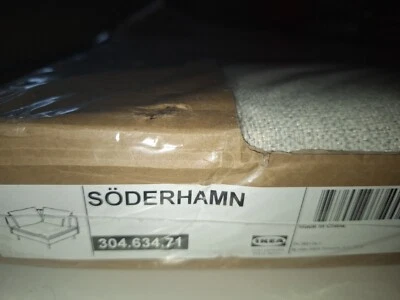 SÖDERHAMN
304.634.71
IKEA
Made in China